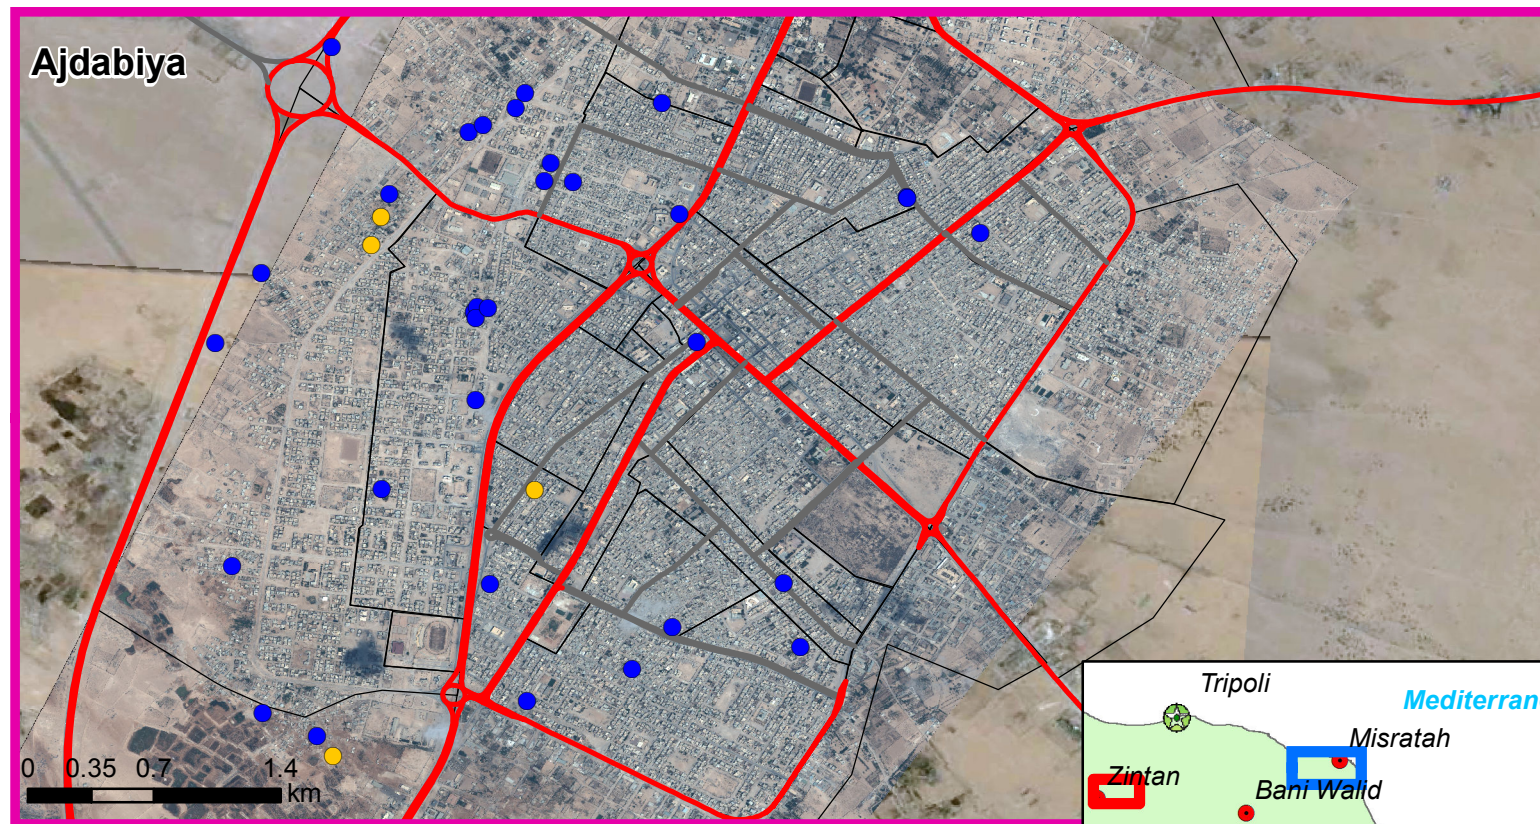 Ajdabiya
0 0.35 0.7 1.4
km
Tripoli
Mediterran
Misratah
Zintan
Bani Walid